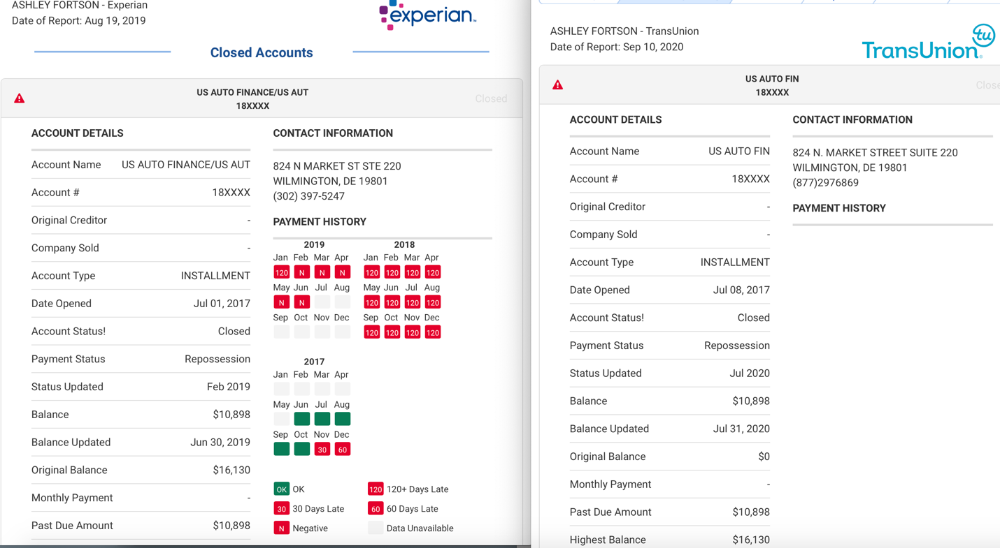 ASHLEY FORTSON - Experian
Date of Report: Aug 19, 2019
experian™
Closed Accounts
US AUTO FINANCE/US AUT
18XXXX
Closed
ACCOUNT DETAILS
Account Name US AUTO FINANCE/US AUT
Account # 18XXXX
Original Creditor -
Company Sold -
Account Type INSTALLMENT
Date Opened Jul 01, 2017
Account Status! Closed
Payment Status Repossession
Status Updated Feb 2019
Balance $10,898
Balance Updated Jun 30, 2019
Original Balance $16,130
Monthly Payment -
Past Due Amount $10,898
CONTACT INFORMATION
824 N MARKET ST STE 220
WILMINGTON, DE 19801
(302) 397-5247
PAYMENT HISTORY
2019
Jan Feb Mar Apr
120 N N N
May Jun Jul Aug
N N
Sep Oct Nov Dec
2018
Jan Feb Mar Apr
120 120 120 120
May Jun Jul Aug
120 120 120 120
Sep Oct Nov Dec
120 120 120 120
2017
Jan Feb Mar Apr
May Jun Jul Aug
Sep Oct Nov Dec
30 60
OK OK
120 120+ Days Late
30 30 Days Late
60 60 Days Late
N Negative
Data Unavailable
ASHLEY FORTSON - TransUnion
Date of Report: Sep 10, 2020
tu
TransUnion®
US AUTO FIN
18XXXX
Close
ACCOUNT DETAILS
Account Name US AUTO FIN
Account # 18XXXX
Original Creditor -
Company Sold -
Account Type INSTALLMENT
Date Opened Jul 08, 2017
Account Status! Closed
Payment Status Repossession
Status Updated Jul 2020
Balance $10,898
Balance Updated Jul 31, 2020
Original Balance $0
Monthly Payment -
Past Due Amount $10,898
Highest Balance $16,130
CONTACT INFORMATION
824 N. MARKET STREET SUITE 220
WILMINGTON, DE 19801
(877)2976869
PAYMENT HISTORY